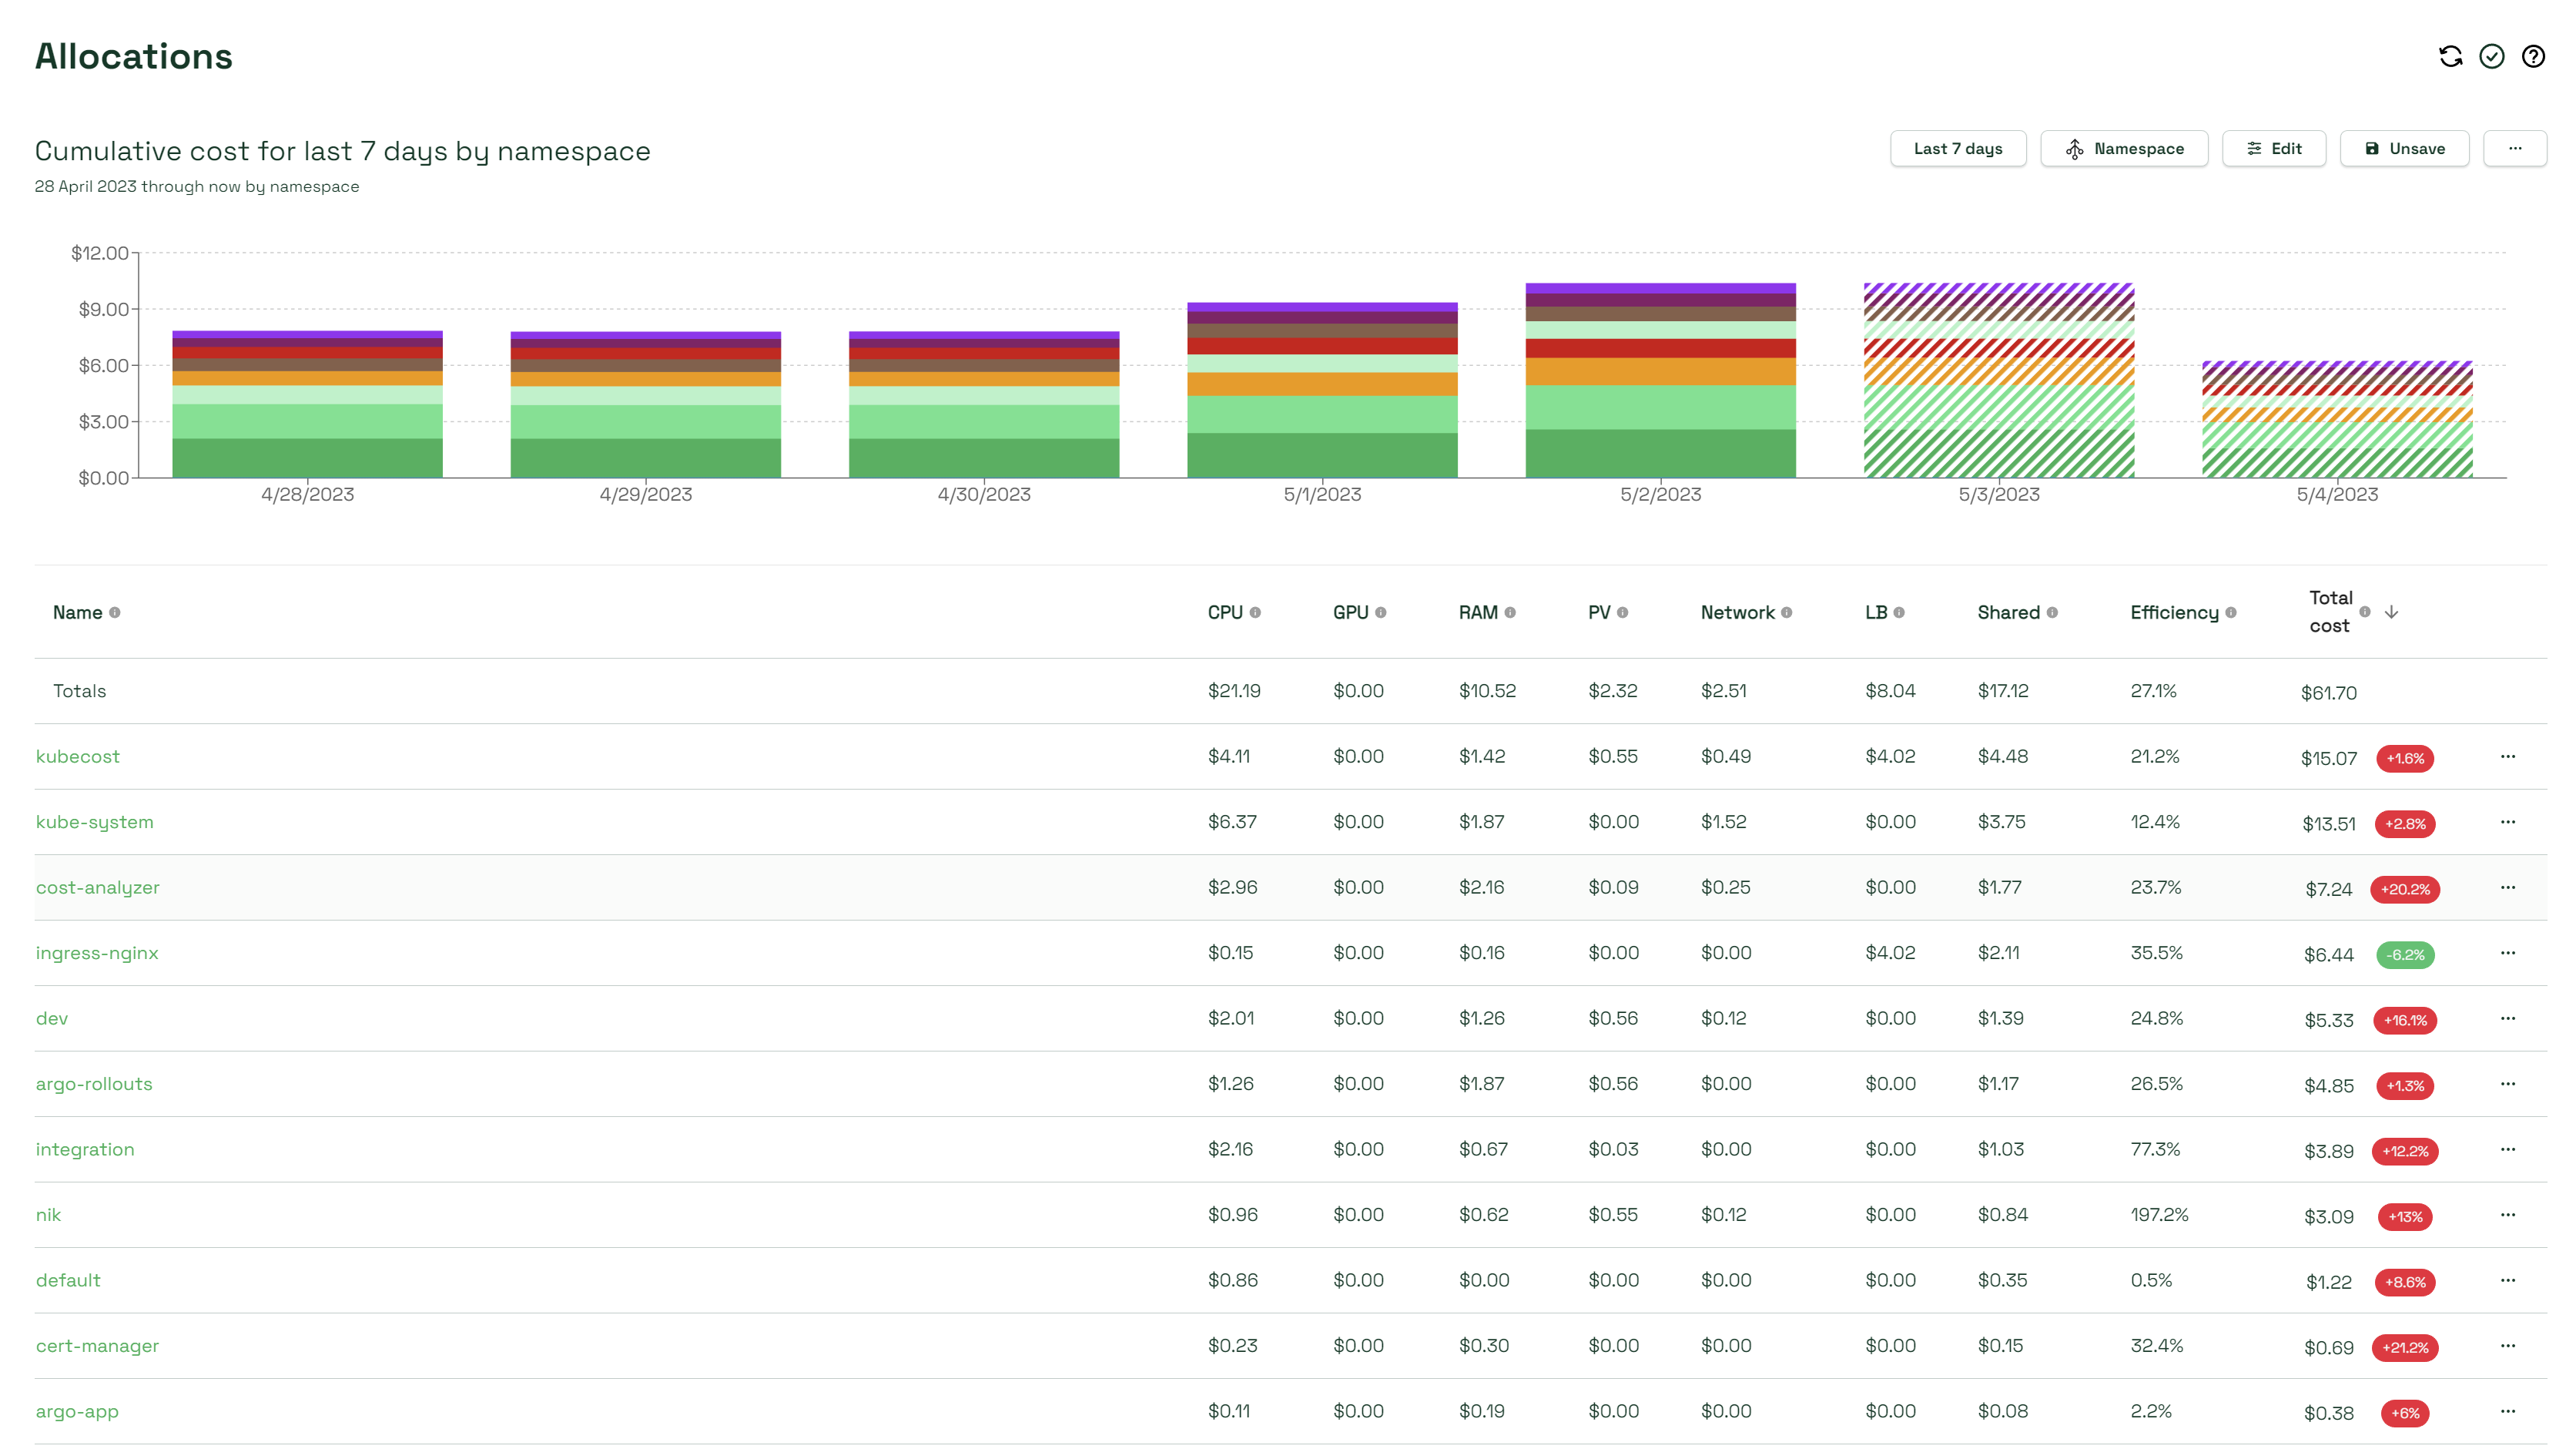 Allocations
Cumulative cost for last 7 days by namespace
28 April 2023 through now by namespace
Last 7 days Namespace Edit Unsave ...
$12.00
$9.00
$6.00
$3.00
$0.00
4/28/2023 4/29/2023 4/30/2023 5/1/2023 5/2/2023 5/3/2023 5/4/2023
Name CPU GPU RAM PV Network LB Shared Efficiency Total cost
Totals $21.19 $0.00 $10.52 $2.32 $2.51 $8.04 $17.12 27.1% $61.70
kubecost $4.11 $0.00 $1.42 $0.55 $0.49 $4.02 $4.48 21.2% $15.07 +1.6% ...
kube-system $6.37 $0.00 $1.87 $0.00 $1.52 $0.00 $3.75 12.4% $13.51 +2.8% ...
cost-analyzer $2.96 $0.00 $2.16 $0.09 $0.25 $0.00 $1.77 23.7% $7.24 +20.2% ...
ingress-nginx $0.15 $0.00 $0.16 $0.00 $0.00 $4.02 $2.11 35.5% $6.44 -6.2% ...
dev $2.01 $0.00 $1.26 $0.56 $0.12 $0.00 $1.39 24.8% $5.33 +16.1% ...
argo-rollouts $1.26 $0.00 $1.87 $0.56 $0.00 $0.00 $1.17 26.5% $4.85 +1.3% ...
integration $2.16 $0.00 $0.67 $0.03 $0.00 $0.00 $1.03 77.3% $3.89 +12.2% ...
nik $0.96 $0.00 $0.62 $0.55 $0.12 $0.00 $0.84 197.2% $3.09 +13% ...
default $0.86 $0.00 $0.00 $0.00 $0.00 $0.00 $0.35 0.5% $1.22 +8.6% ...
cert-manager $0.23 $0.00 $0.30 $0.00 $0.00 $0.00 $0.15 32.4% $0.69 +21.2% ...
argo-app $0.11 $0.00 $0.19 $0.00 $0.00 $0.00 $0.08 2.2% $0.38 +6% ...